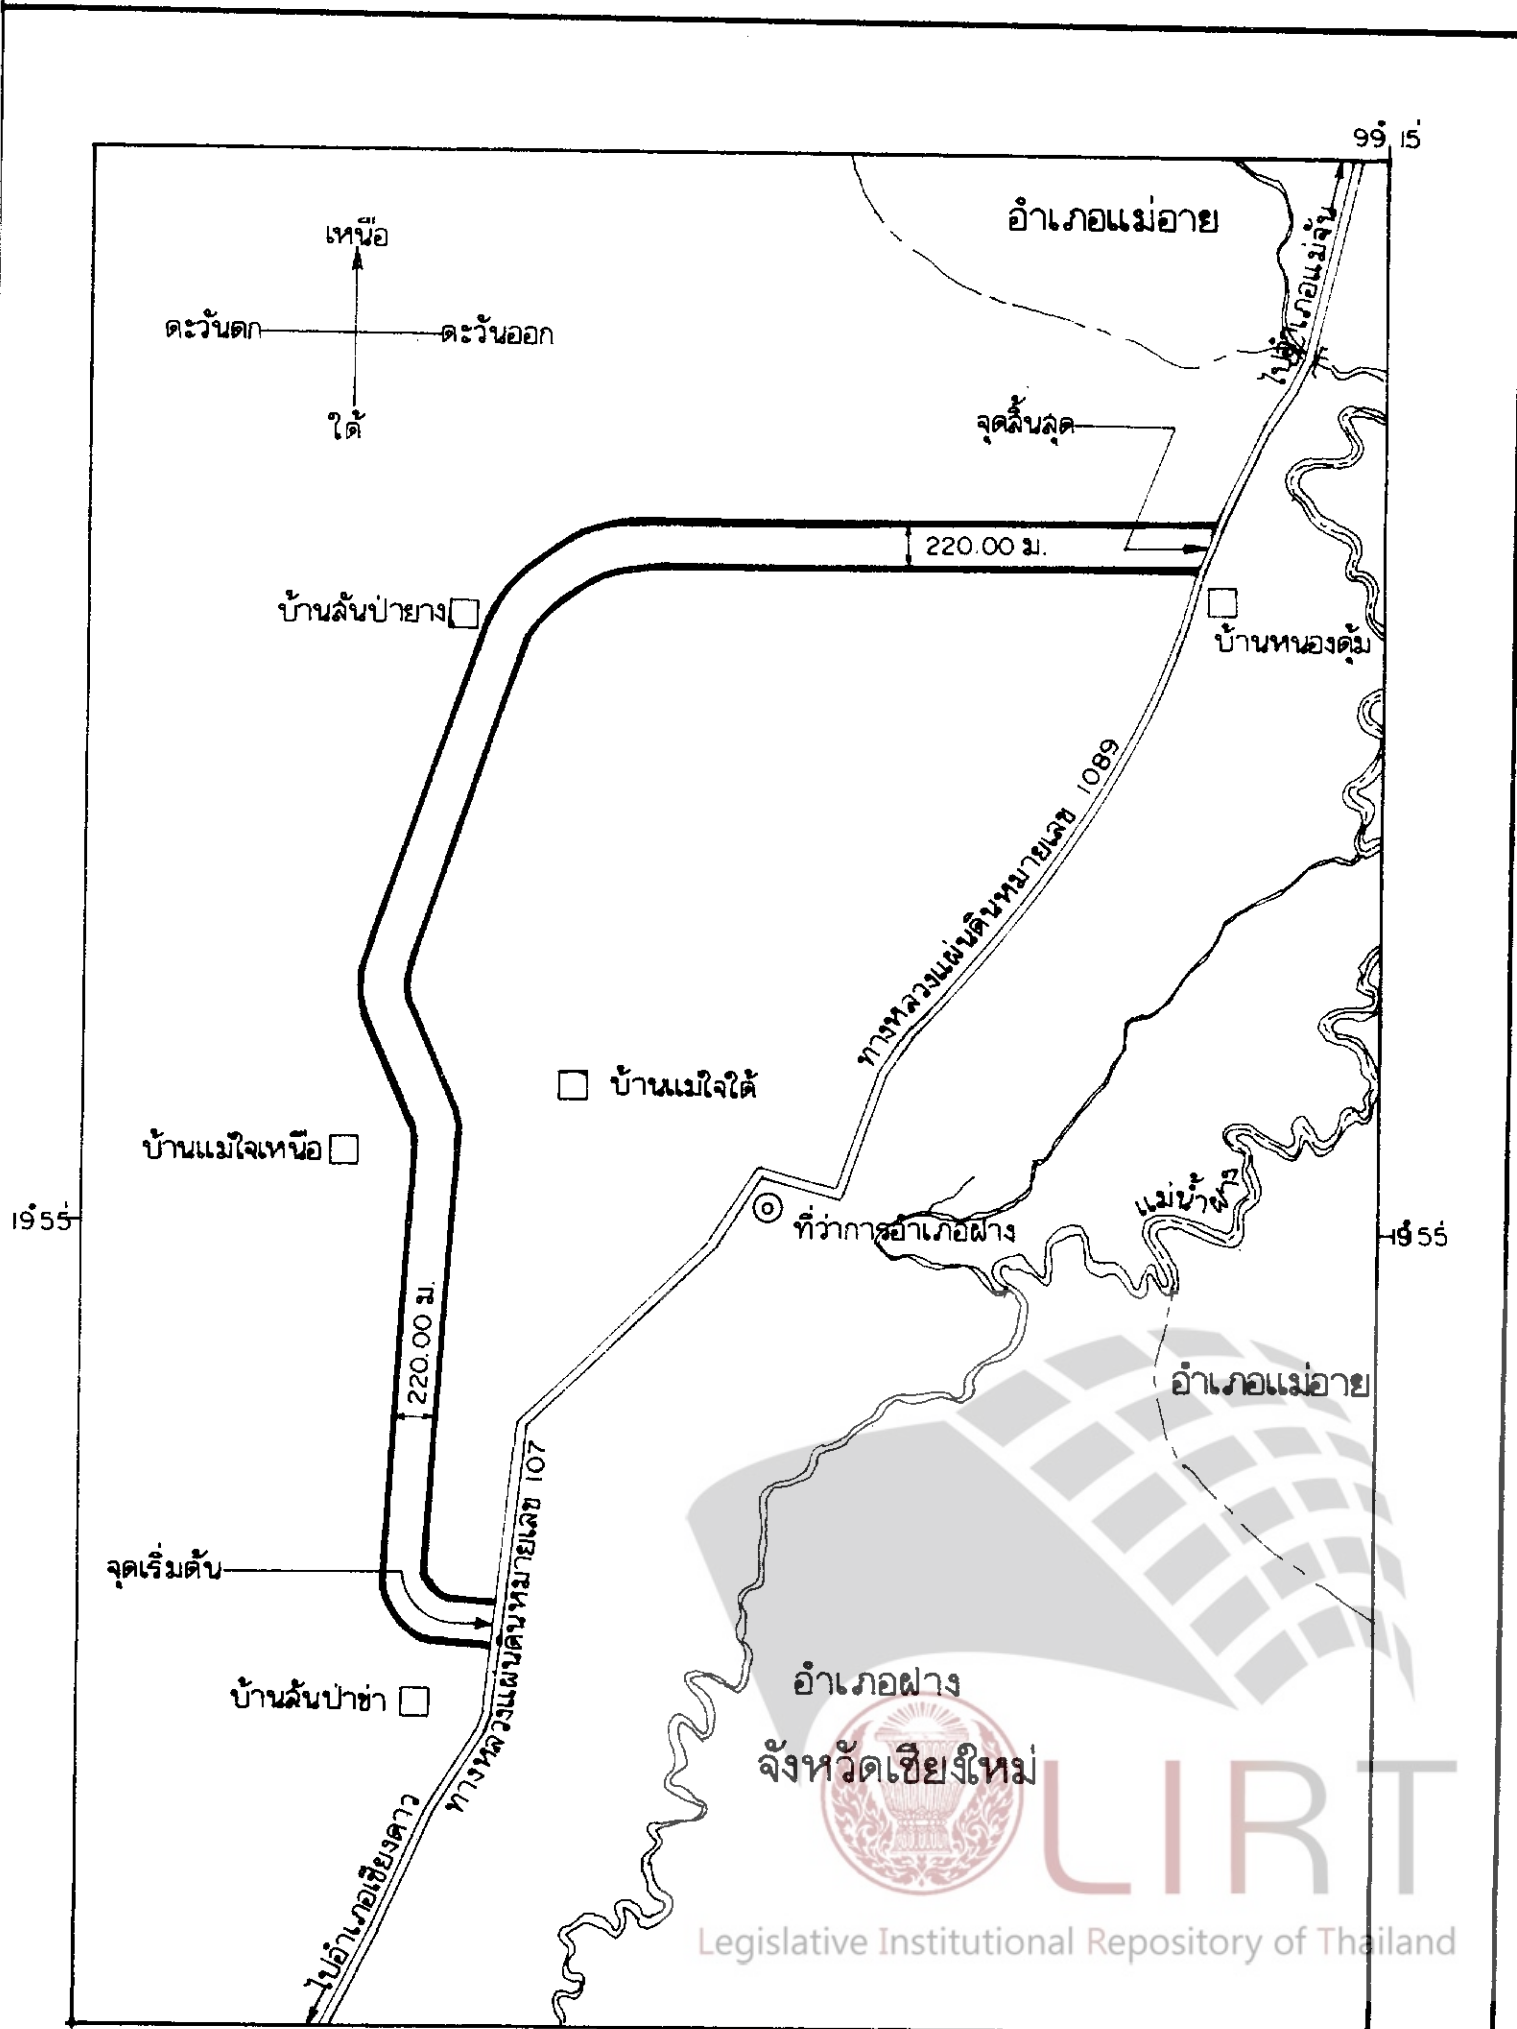 99° 15'
อำเภอแม่อาย
เหนือ
ตะวันตก
ตะวันออก
ใต้
ไปอำเภอแม่จัน
จุดสิ้นสุด
220.00 ม.
บ้านสันป่ายาง
บ้านหนองตุ้ม
ทางหลวงแผ่นดินหมายเลข 1089
บ้านแม่ใจใต้
บ้านแม่ใจเหนือ
19° 55'
ที่ว่าการอำเภอฝาง
แม่น้ำฝาง
19° 55'
220.00 ม.
อำเภอแม่อาย
ทางหลวงแผ่นดินหมายเลข 107
จุดเริ่มต้น
บ้านสันป่าข่า
อำเภอฝาง
จังหวัดเชียงใหม่
ไปอำเภอเชียงดาว
LIRT
Legislative Institutional Repository of Thailand